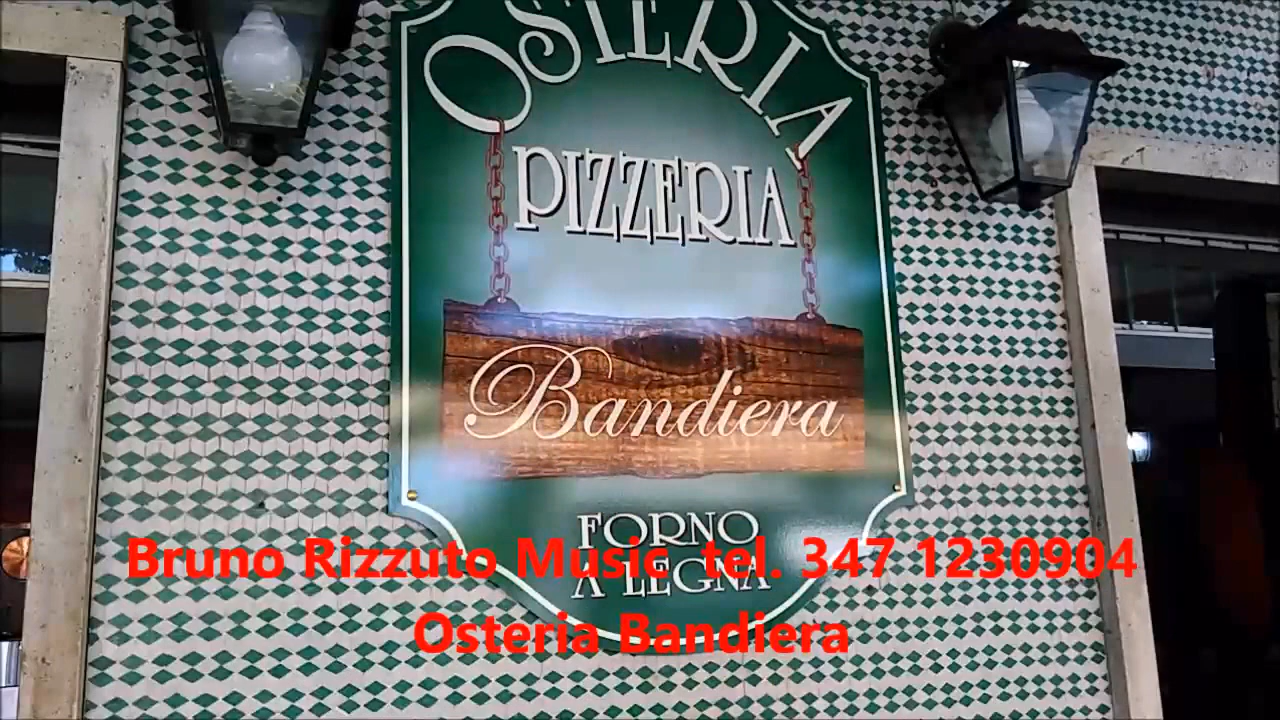 OSTERIA
PIZZERIA
Bandiera
FORNO
A LEGNA
Bruno Rizzuto Music tel. 347 1230904
Osteria Bandiera